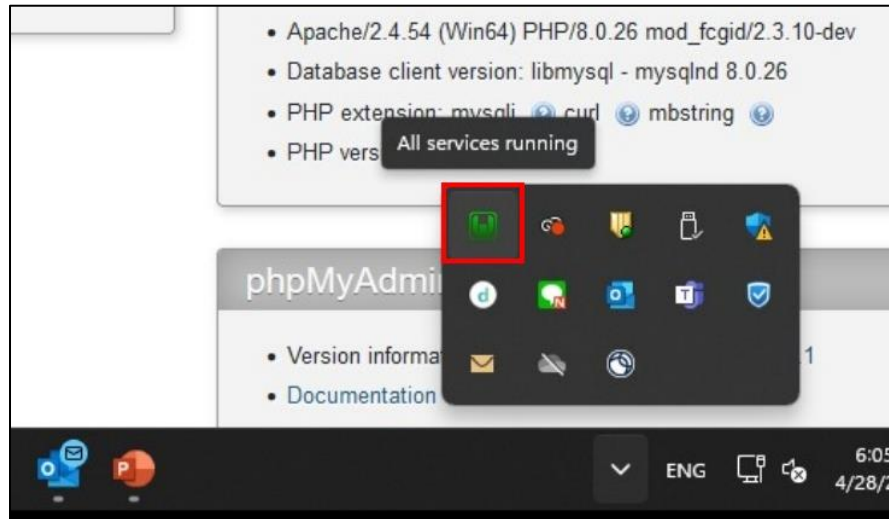 Apache/2.4.54 (Win64) PHP/8.0.26 mod_fcgid/2.3.10-dev
Database client version: libmysql - mysqlnd 8.0.26
PHP extension: mysqli curl mbstring
PHP vers
All services running
phpMyAdmi
Version informa 1
Documentation
ENG
6:05
4/28/2